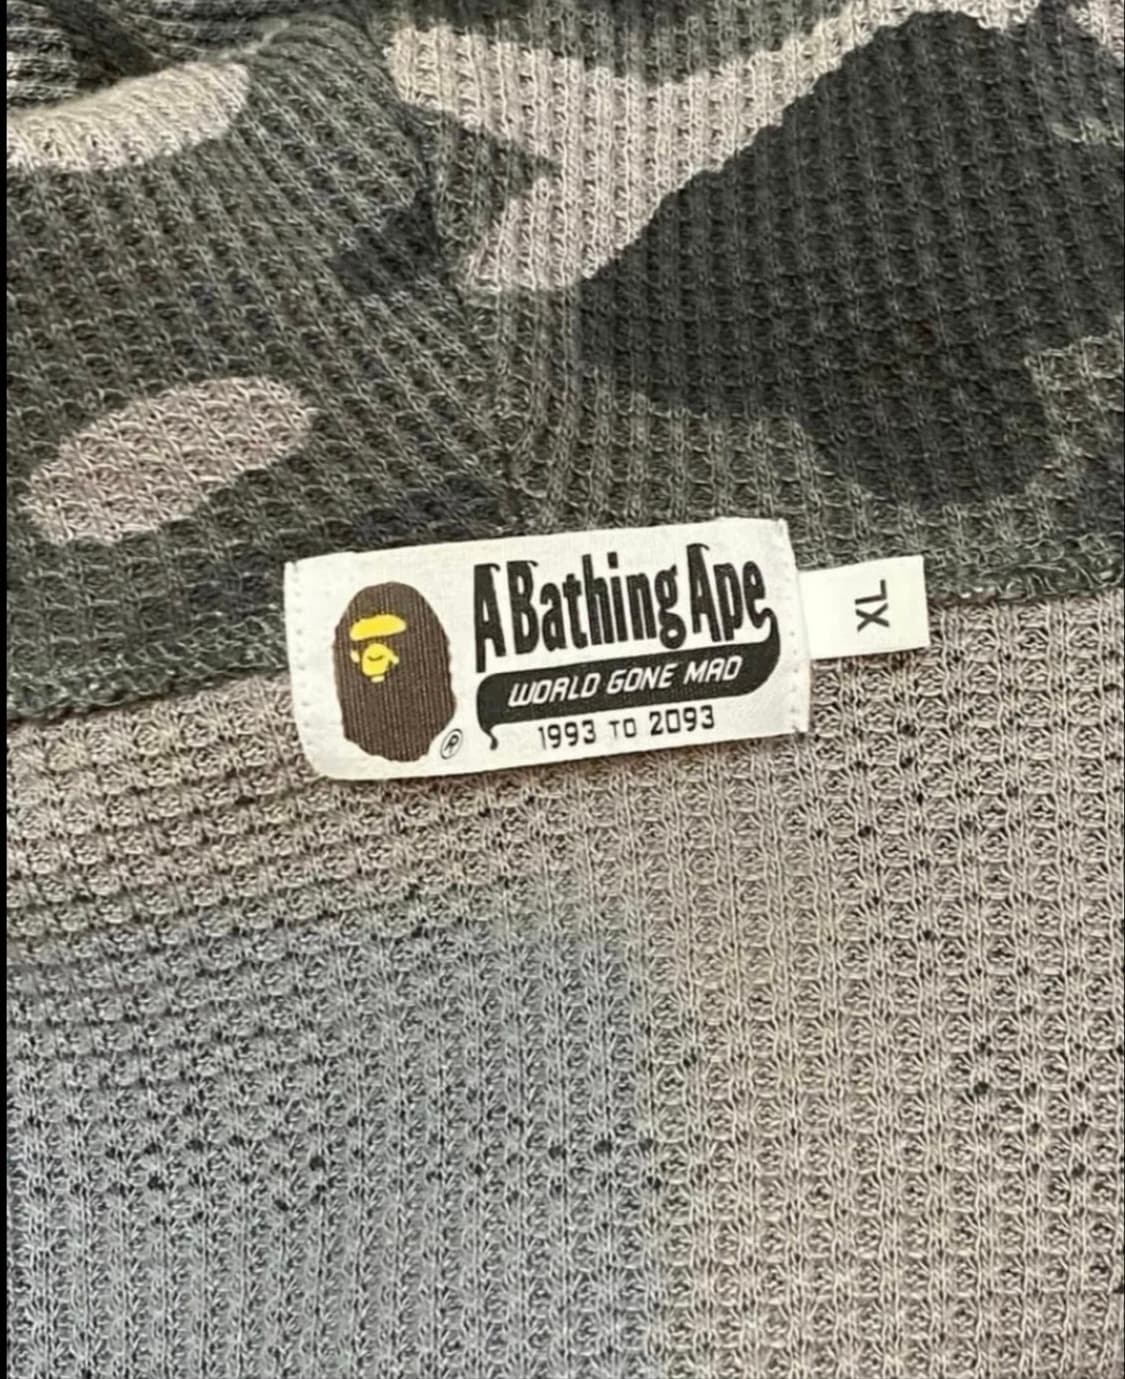 A Bathing Ape
WORLD GONE MAD
1993 TO 2093
®
XL